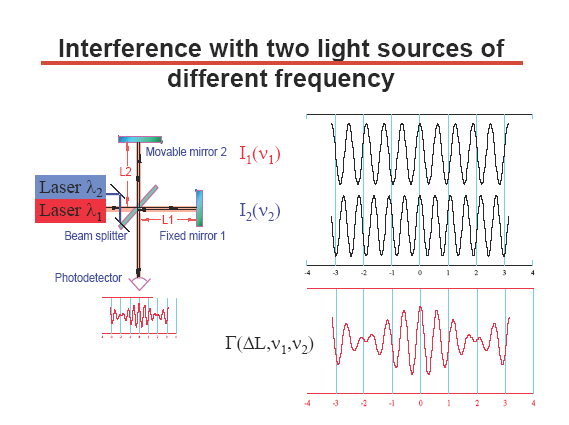 Interference with two light sources of
different frequency
Movable mirror 2
L2
I₁(ν₁)
Laser λ₂
Laser λ₁
L1
I₂(ν₂)
Beam splitter
Fixed mirror 1
Photodetector
-4 -3 -2 -1 0 1 2 3 4
Γ(ΔL,ν₁,ν₂)
-4 -3 -2 -1 0 1 2 3 4